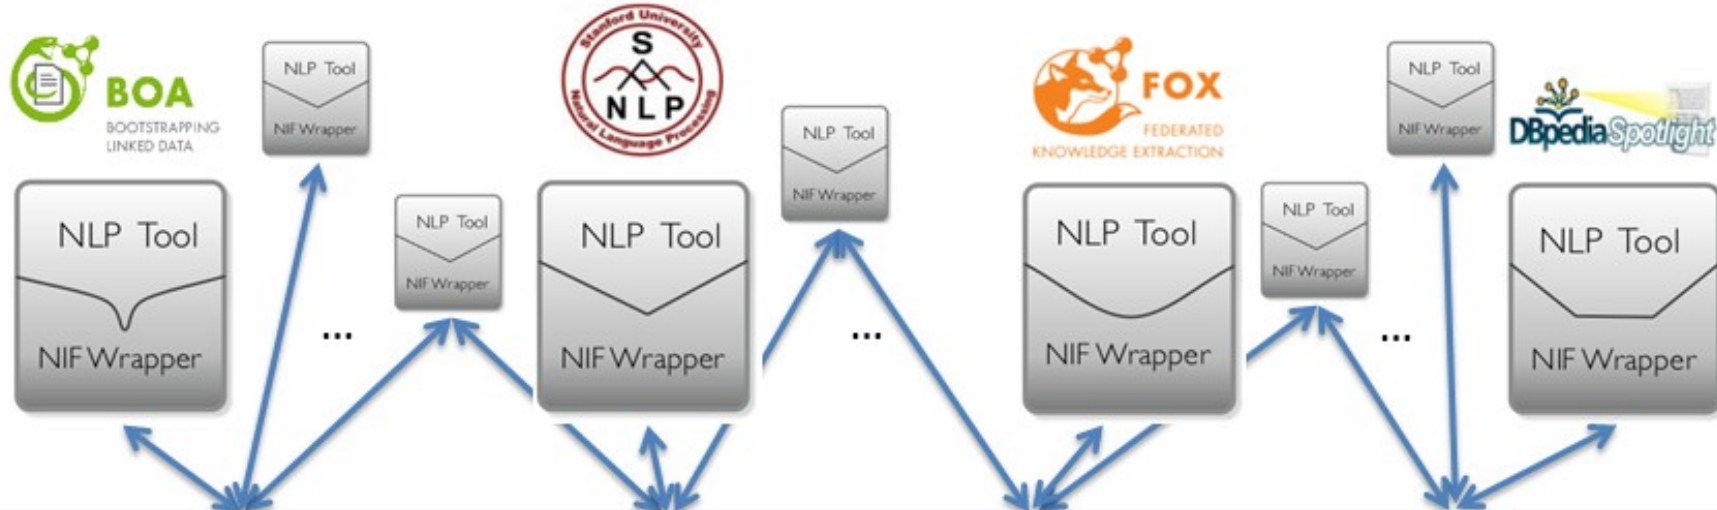 BOA
BOOTSTRAPPING
LINKED DATA
NLP Tool
NIF Wrapper
NLP Tool
NIF Wrapper
NLP Tool
NIF Wrapper
...
Stanford University
S
NLP
Natural Language Processing
NLP Tool
NIF Wrapper
NLP Tool
NIF Wrapper
...
FOX
FEDERATED
KNOWLEDGE EXTRACTION
NLP Tool
NIF Wrapper
NLP Tool
NIF Wrapper
...
NLP Tool
NIF Wrapper
DBpedia Spotlight
NLP Tool
NIF Wrapper